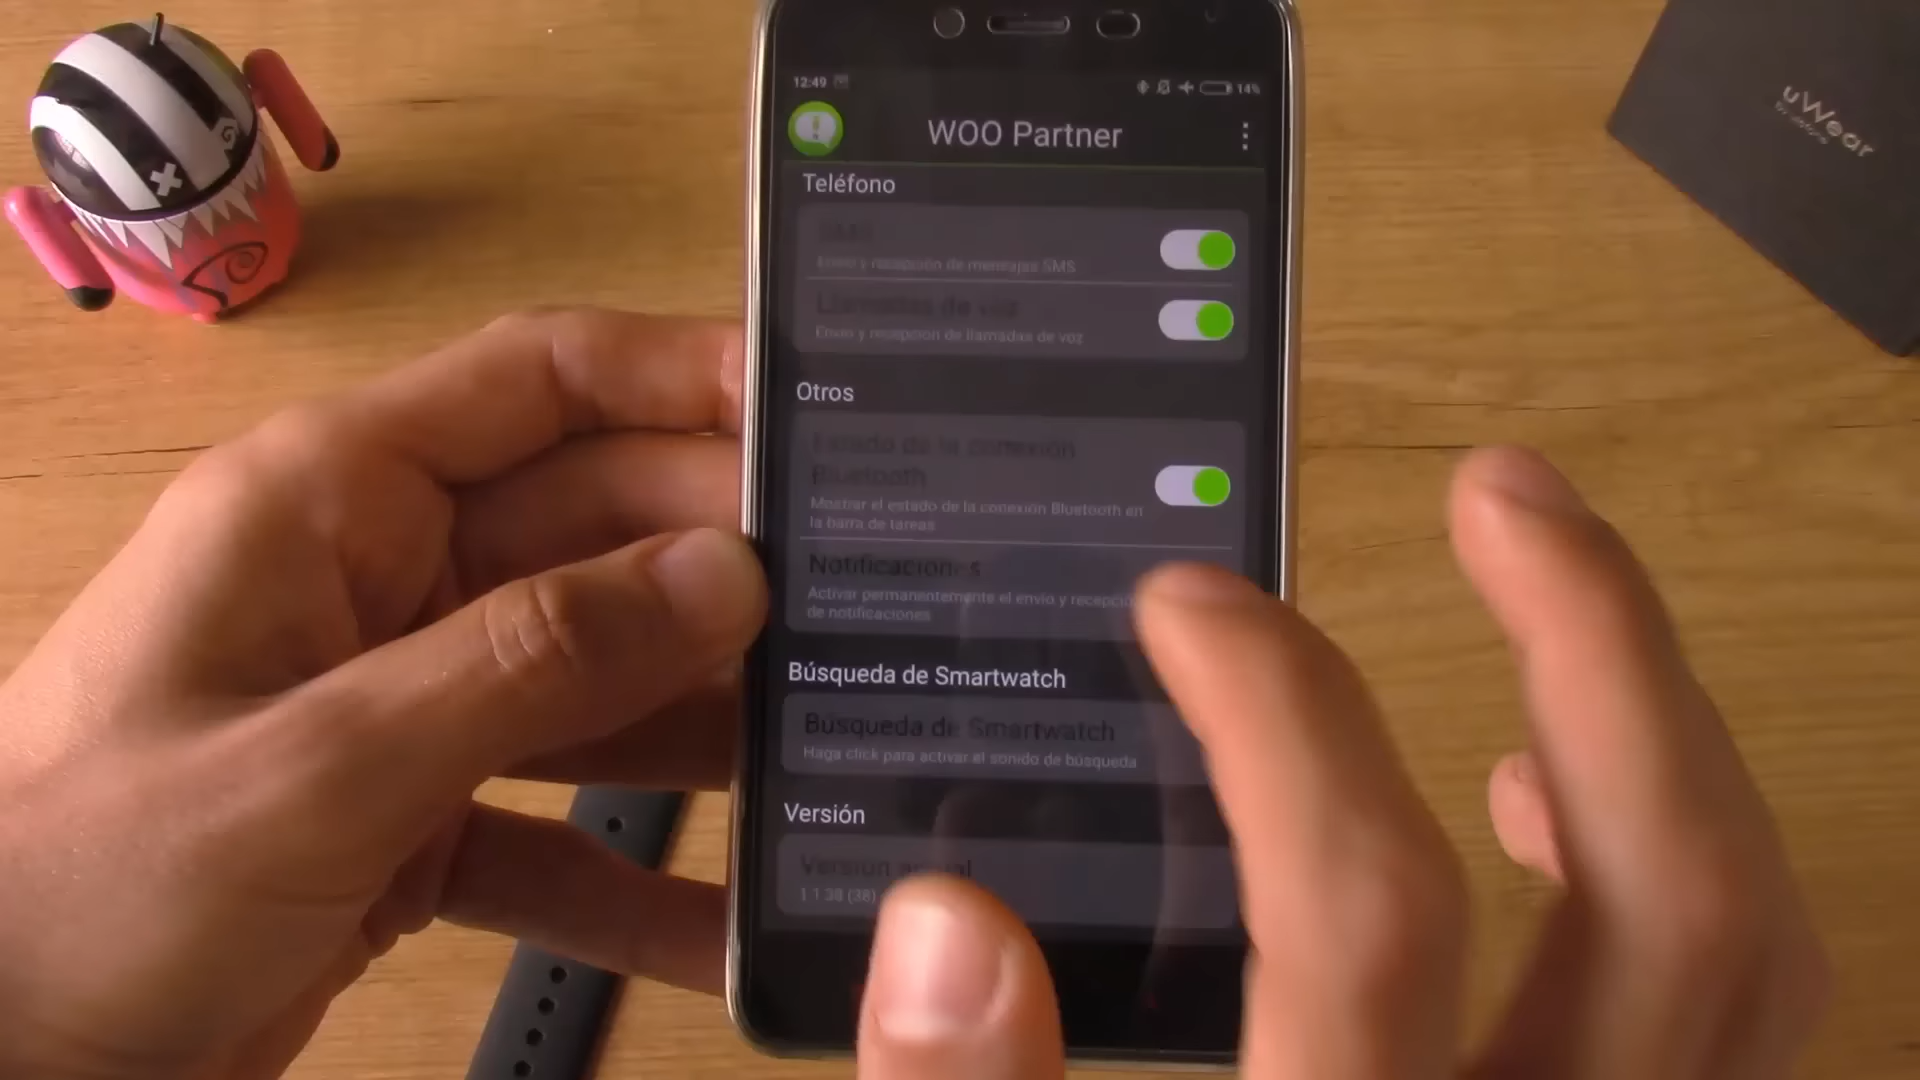 12:49
14%
WOO Partner
Teléfono
SMS
Envío y recepción de mensajes SMS
Llamadas de voz
Envío y recepción de llamadas de voz
Otros
Estado de la conexión
Bluetooth
Mostrar el estado de la conexión Bluetooth en
la barra de tareas
Notificaciones
Activar permanentemente el envío y recepció
de notificaciones
Búsqueda de Smartwatch
Búsqueda de Smartwatch
Haga click para activar el sonido de búsqueda
Versión
Versión actual
1.1.38 (38)
uWear